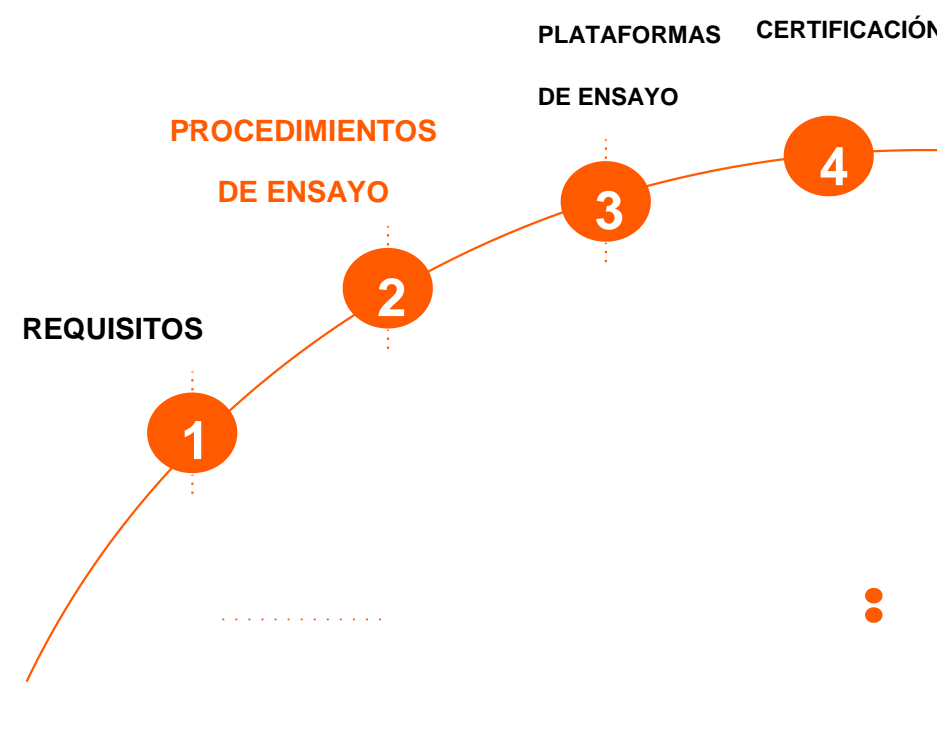 PLATAFORMAS
DE ENSAYO
CERTIFICACIÓN
PROCEDIMIENTOS
DE ENSAYO
REQUISITOS
1
2
3
4